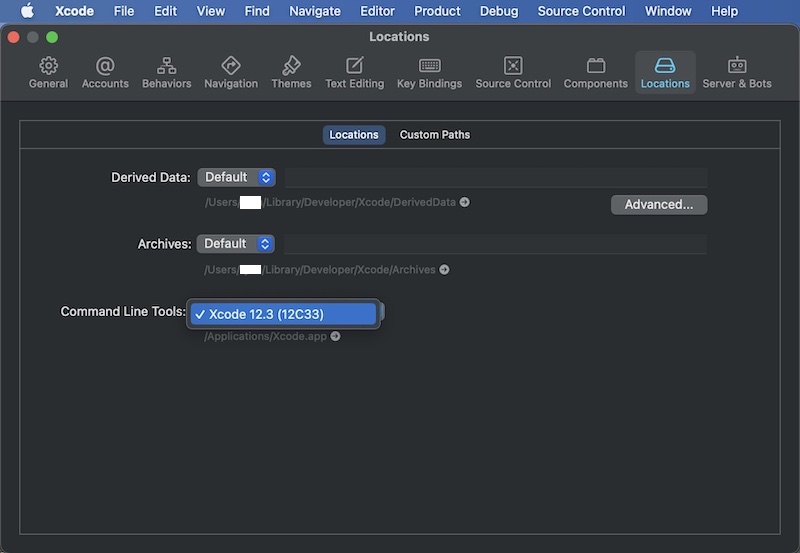 Xcode File Edit View Find Navigate Editor Product Debug Source Control Window Help
Locations
General Accounts Behaviors Navigation Themes Text Editing Key Bindings Source Control Components Locations Server & Bots
Locations Custom Paths
Derived Data: Default
/Users/ /Library/Developer/Xcode/DerivedData
Advanced...
Archives: Default
/Users/ /Library/Developer/Xcode/Archives
Command Line Tools: ✓ Xcode 12.3 (12C33)
/Applications/Xcode.app